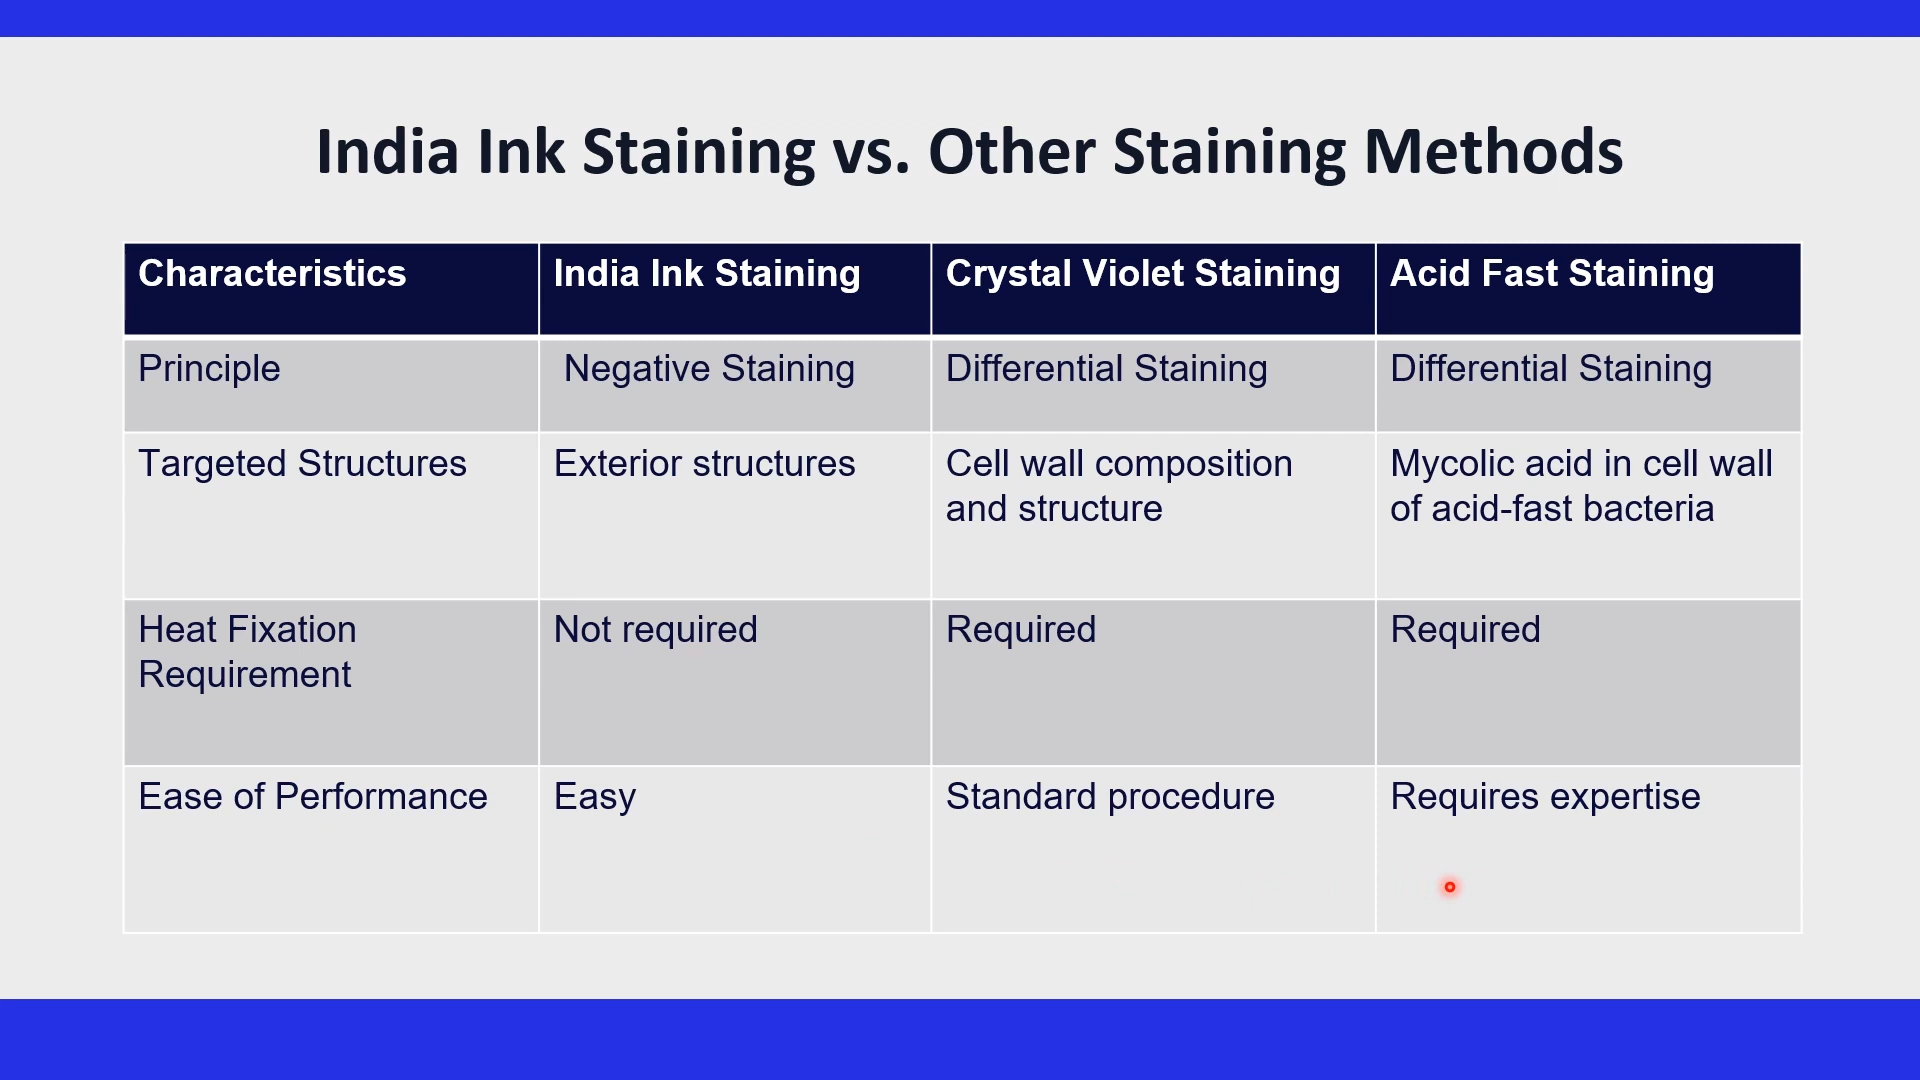 India Ink Staining vs. Other Staining Methods
Characteristics
India Ink Staining
Crystal Violet Staining
Acid Fast Staining
Principle
Negative Staining
Differential Staining
Differential Staining
Targeted Structures
Exterior structures
Cell wall composition
and structure
Mycolic acid in cell wall
of acid-fast bacteria
Heat Fixation
Requirement
Not required
Required
Required
Ease of Performance
Easy
Standard procedure
Requires expertise